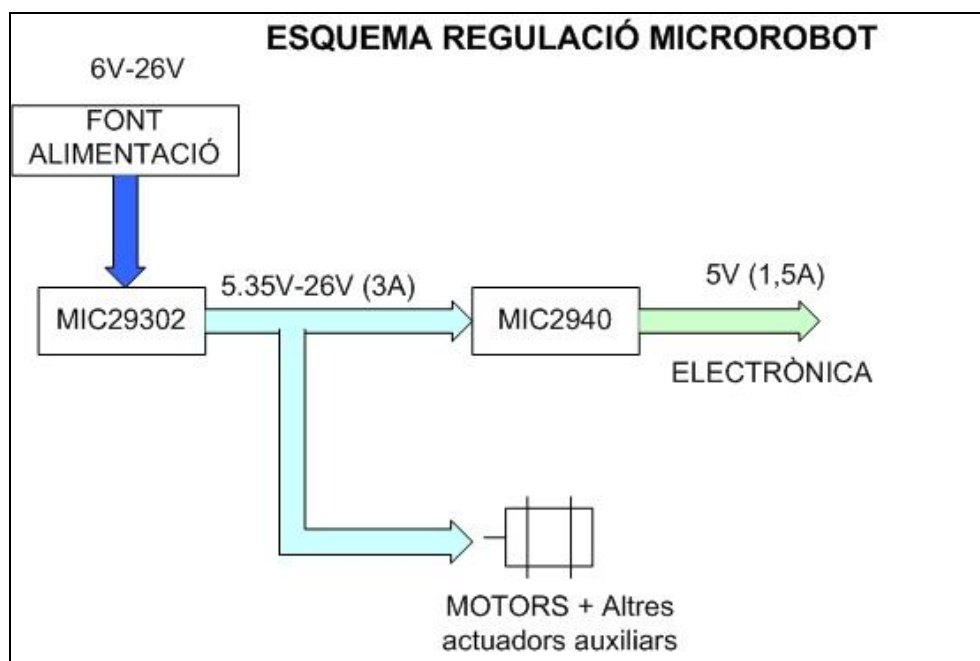 ESQUEMA REGULACIÓ MICROROBOT
6V-26V
FONT
ALIMENTACIÓ
5.35V-26V (3A)
5V (1,5A)
MIC29302
MIC2940
ELECTRÒNICA
MOTORS + Altres
actuadors auxiliars